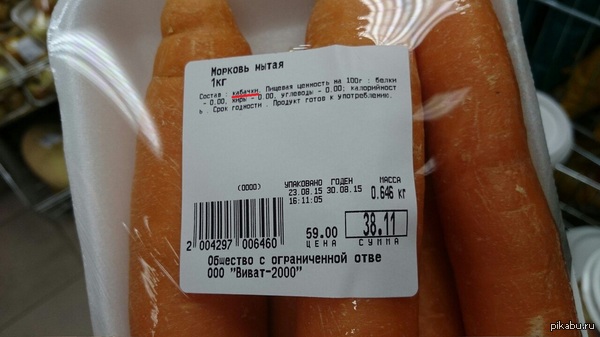 Морковь мытая
1кг
Состав : кабачки. Пищевая ценность на 100г : белки
- 0.00, жиры - 0.00, углеводы - 0.00; калорийност
ь . Срок годности . Продукт готов к употреблению.
(0000) УПАКОВАНО ГОДЕН МАССА
23.08.15 30.08.15 0.646 кг
16:11:05
59.00 38.11
ЦЕНА СУММА
2 004297 006460
Общество с ограниченной отве
ООО "Виват-2000"
pikabu.ru